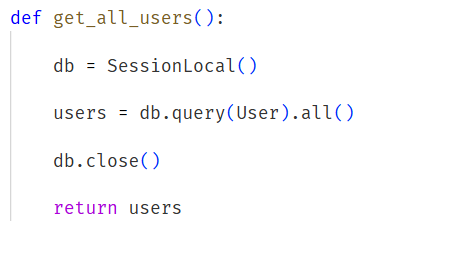 def get_all_users():
    db = SessionLocal()
    users = db.query(User).all()
    db.close()
    return users